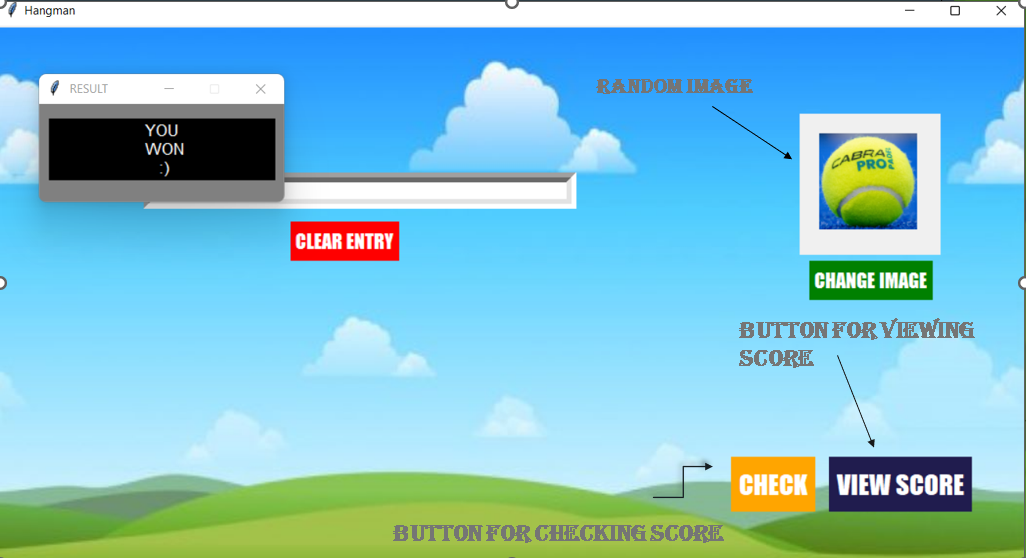 Hangman
RESULT
YOU
WON
:)
RANDOM IMAGE
CABRA
PRO
CLEAR ENTRY
CHANGE IMAGE
BUTTON FOR VIEWING
SCORE
CHECK
VIEW SCORE
BUTTON FOR CHECKING SCORE